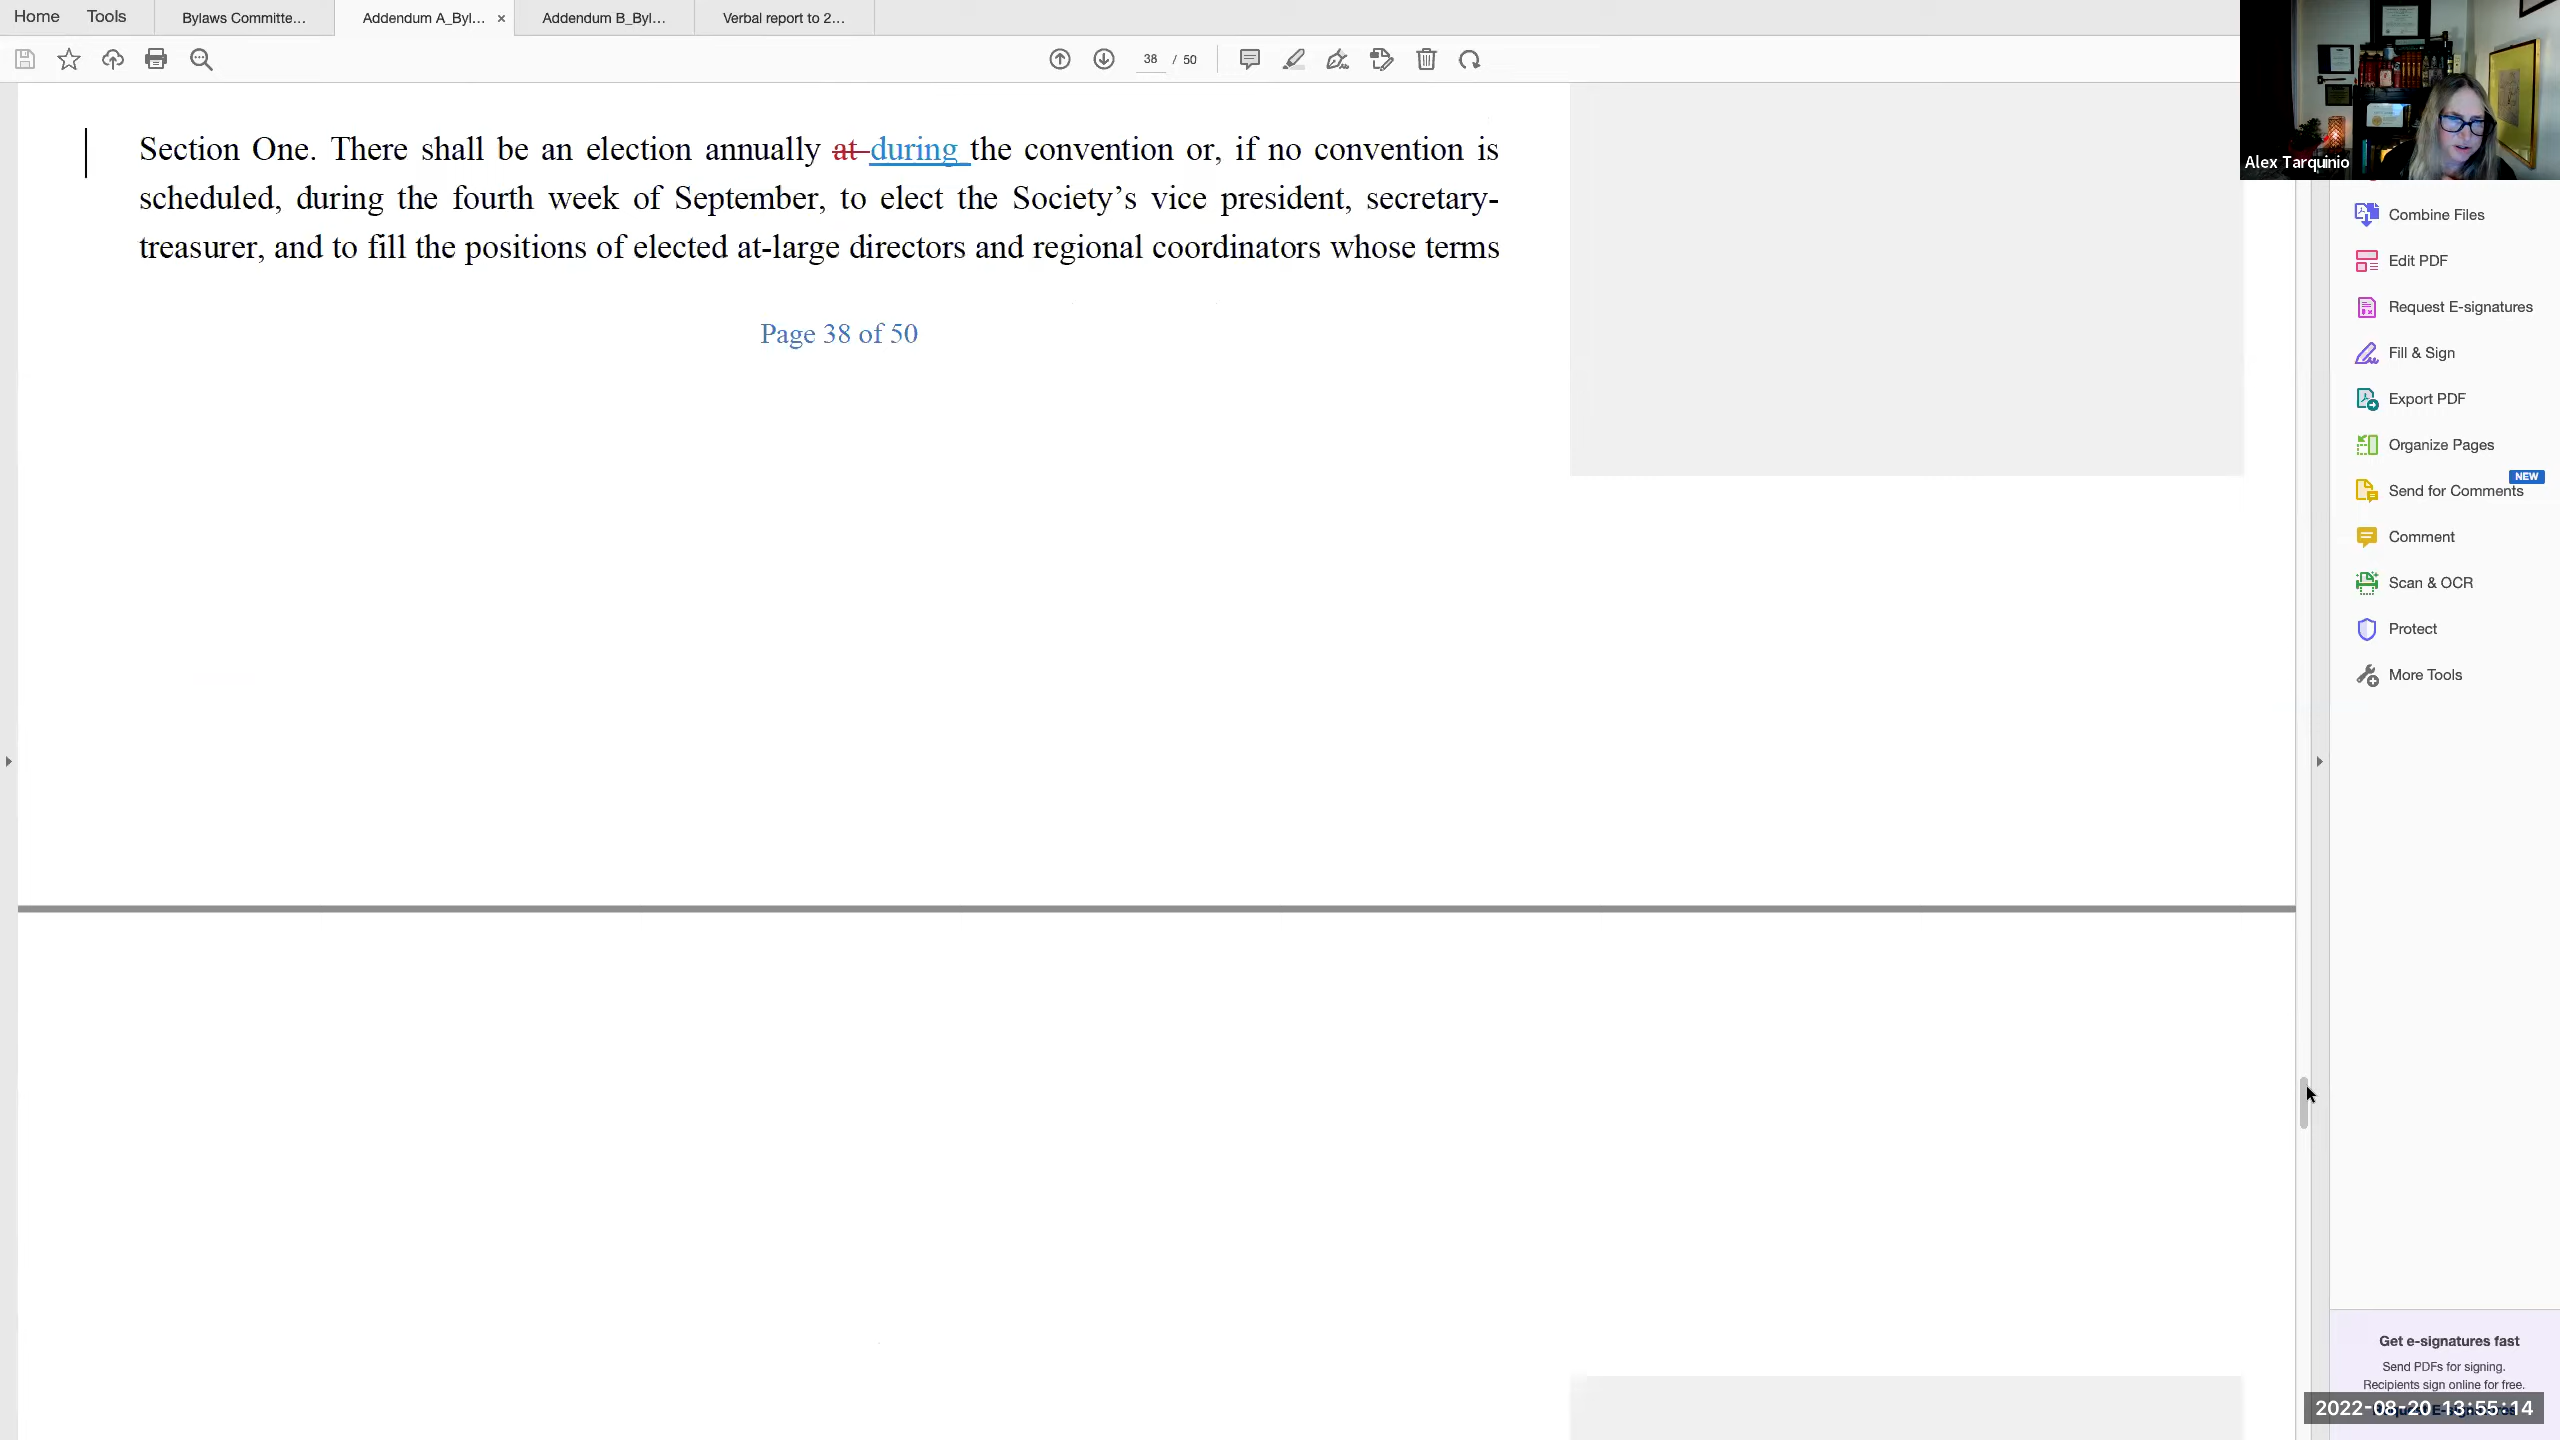 Home Tools Bylaws Committe... Addendum A_Byl... × Addendum B_Byl... Verbal report to 2...
38 / 50
Alex Tarquinio
Section One. There shall be an election annually at during the convention or, if no convention is
scheduled, during the fourth week of September, to elect the Society’s vice president, secretary-
treasurer, and to fill the positions of elected at-large directors and regional coordinators whose terms
Page 38 of 50
Combine Files
Edit PDF
Request E-signatures
Fill & Sign
Export PDF
Organize Pages
NEW
Send for Comments
Comment
Scan & OCR
Protect
More Tools
Get e-signatures fast
Send PDFs for signing.
Recipients sign online for free.
2022-08-20 13:55:14